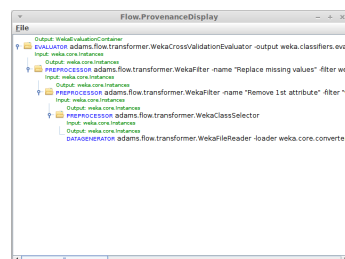 Flow.ProvenanceDisplay
File
Output: WekaEvaluationContainer
EVALUATOR adams.flow.transformer.WekaCrossValidationEvaluator -output weka.classifiers.eva
Input: weka.core.Instances
Output: weka.core.Instances
PREPROCESSOR adams.flow.transformer.WekaFilter -name "Replace missing values" -filter we
Input: weka.core.Instances
Output: weka.core.Instances
PREPROCESSOR adams.flow.transformer.WekaFilter -name "Remove 1st attribute" -filter "
Input: weka.core.Instances
Output: weka.core.Instances
PREPROCESSOR adams.flow.transformer.WekaClassSelector
Input: weka.core.Instances
Output: weka.core.Instances
DATAGENERATOR adams.flow.transformer.WekaFileReader -loader weka.core.converte